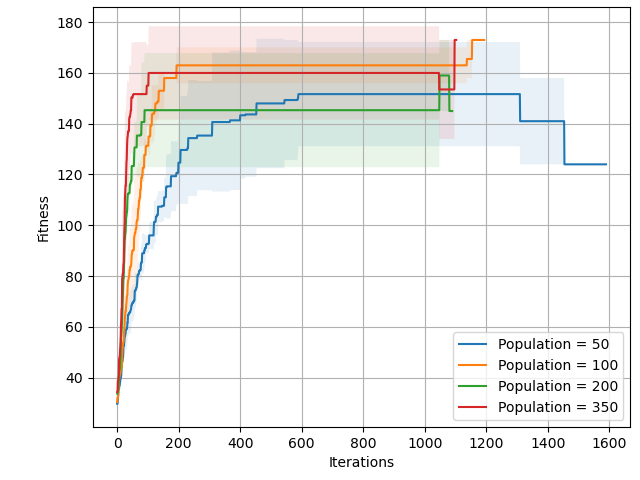 180
160
140
120
100
80
60
40
Fitness
0 200 400 600 800 1000 1200 1400 1600
Iterations
Population = 50
Population = 100
Population = 200
Population = 350